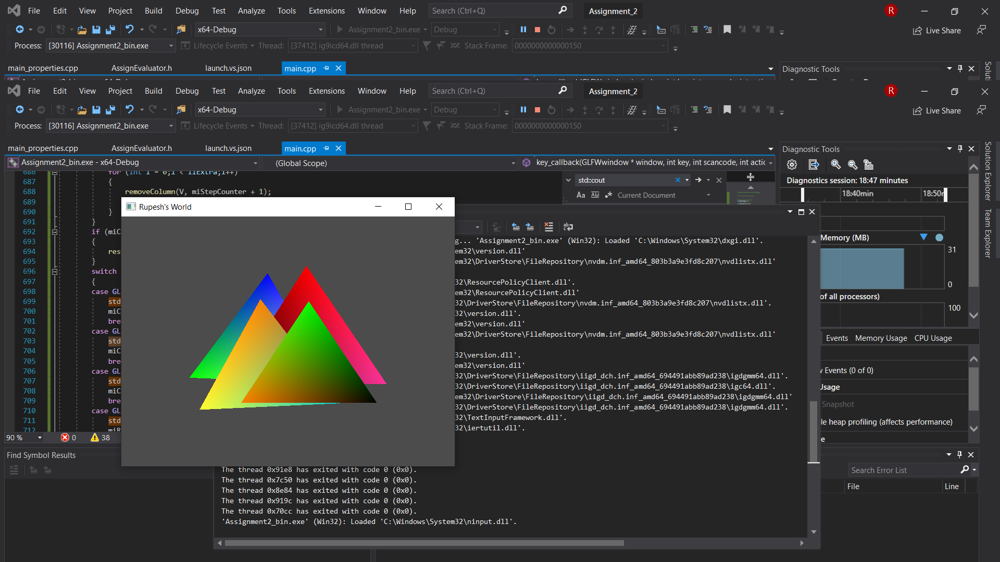 File Edit View Project Build Debug Test Analyze Tools Extensions Window Help Search (Ctrl+Q) Assignment_2 R
x64-Debug Assignment2_bin.exe Debug Live Share
Process: [30116] Assignment2_bin.exe Lifecycle Events Thread: [37412] ig9icd64.dll thread Stack Frame: 0000000000000150
main_properties.cpp AssignEvaluator.h launch.vs.json main.cpp Diagnostic Tools
File Edit View Project Build Debug Test Analyze Tools Extensions Window Help Search (Ctrl+Q) Assignment_2 R
x64-Debug Assignment2_bin.exe Debug Live Share
Process: [30116] Assignment2_bin.exe Lifecycle Events Thread: [37412] ig9icd64.dll thread Stack Frame: 0000000000000150
main_properties.cpp AssignEvaluator.h launch.vs.json main.cpp Diagnostic Tools
Solution Explorer
Team Explorer
Assignment2_bin.exe - x64-Debug (Global Scope) key_callback(GLFWwindow * window, int key, int scancode, int actic
686 for (int i = 0;i < liExtra;i++)
687 {
688 removeColumn(V, miStepCounter + 1);
689
690 }
691 }
692 if (miC
693 {
694 res
695 }
696 switch
697 {
698 case GL
699 std
700 miC
701 bre
702 case GL
703 std
704 miC
705 bre
706 case GL
707 std
708 miC
709 bre
710 case GL
711 std
712 miR
std::cout
Aa Current Document
Diagnostics session: 18:47 minutes
18:40min 18:50r
Rupesh's World
g... 'Assignment2_bin.exe' (Win32): Loaded 'C:\Windows\System32\dxgi.dll'.
em32\version.dll'
em32\DriverStore\FileRepository\nvdm.inf_amd64_803b3a9e3fd8c207\nvdlistx.dll'
32\ResourcePolicyClient.dll'.
em32\ResourcePolicyClient.dll'
32\DriverStore\FileRepository\nvdm.inf_amd64_803b3a9e3fd8c207\nvdlistx.dll'.
32\version.dll'.
em32\version.dll'
em32\DriverStore\FileRepository\nvdm.inf_amd64_803b3a9e3fd8c207\nvdlistx.dll'
32\version.dll'.
em32\version.dll'
32\DriverStore\FileRepository\iigd_dch.inf_amd64_694491abb89ad238\igdgmm64.dll'.
32\DriverStore\FileRepository\iigd_dch.inf_amd64_694491abb89ad238\igc64.dll'.
em32\DriverStore\FileRepository\iigd_dch.inf_amd64_694491abb89ad238\igdgmm64.dll'
32\DriverStore\FileRepository\iigd_dch.inf_amd64_694491abb89ad238\igdgmm64.dll'.
32\TextInputFramework.dll'.
32\iertutil.dll'.
The thread 0x91e8 has exited with code 0 (0x0).
The thread 0x7c50 has exited with code 0 (0x0).
The thread 0x8e84 has exited with code 0 (0x0).
The thread 0x919c has exited with code 0 (0x0).
The thread 0x70cc has exited with code 0 (0x0).
'Assignment2_bin.exe' (Win32): Loaded 'C:\Windows\System32\ninput.dll'.
Memory (MB)
31
0
of all processors)
100
Events Memory Usage CPU Usage
v Events (0 of 0)
Usage
Snapshot
le heap profiling (affects performance)
e
90 % 0 38
Find Symbol Results
Search Error List
File Line